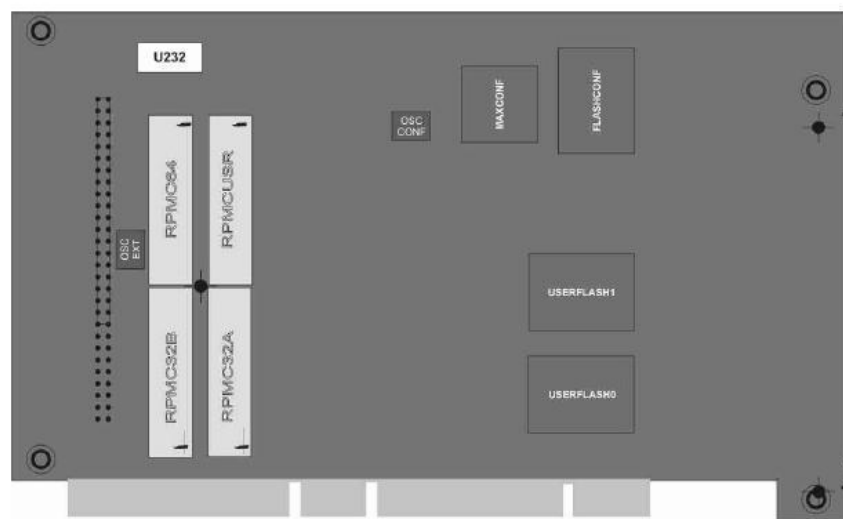 U232
OSC
CONF
MAXCONF
FLASHCONF
RPMC64
RPMCUSR
OSC
EXT
USERFLASH1
RPMC32B
RPMC32A
USERFLASH0